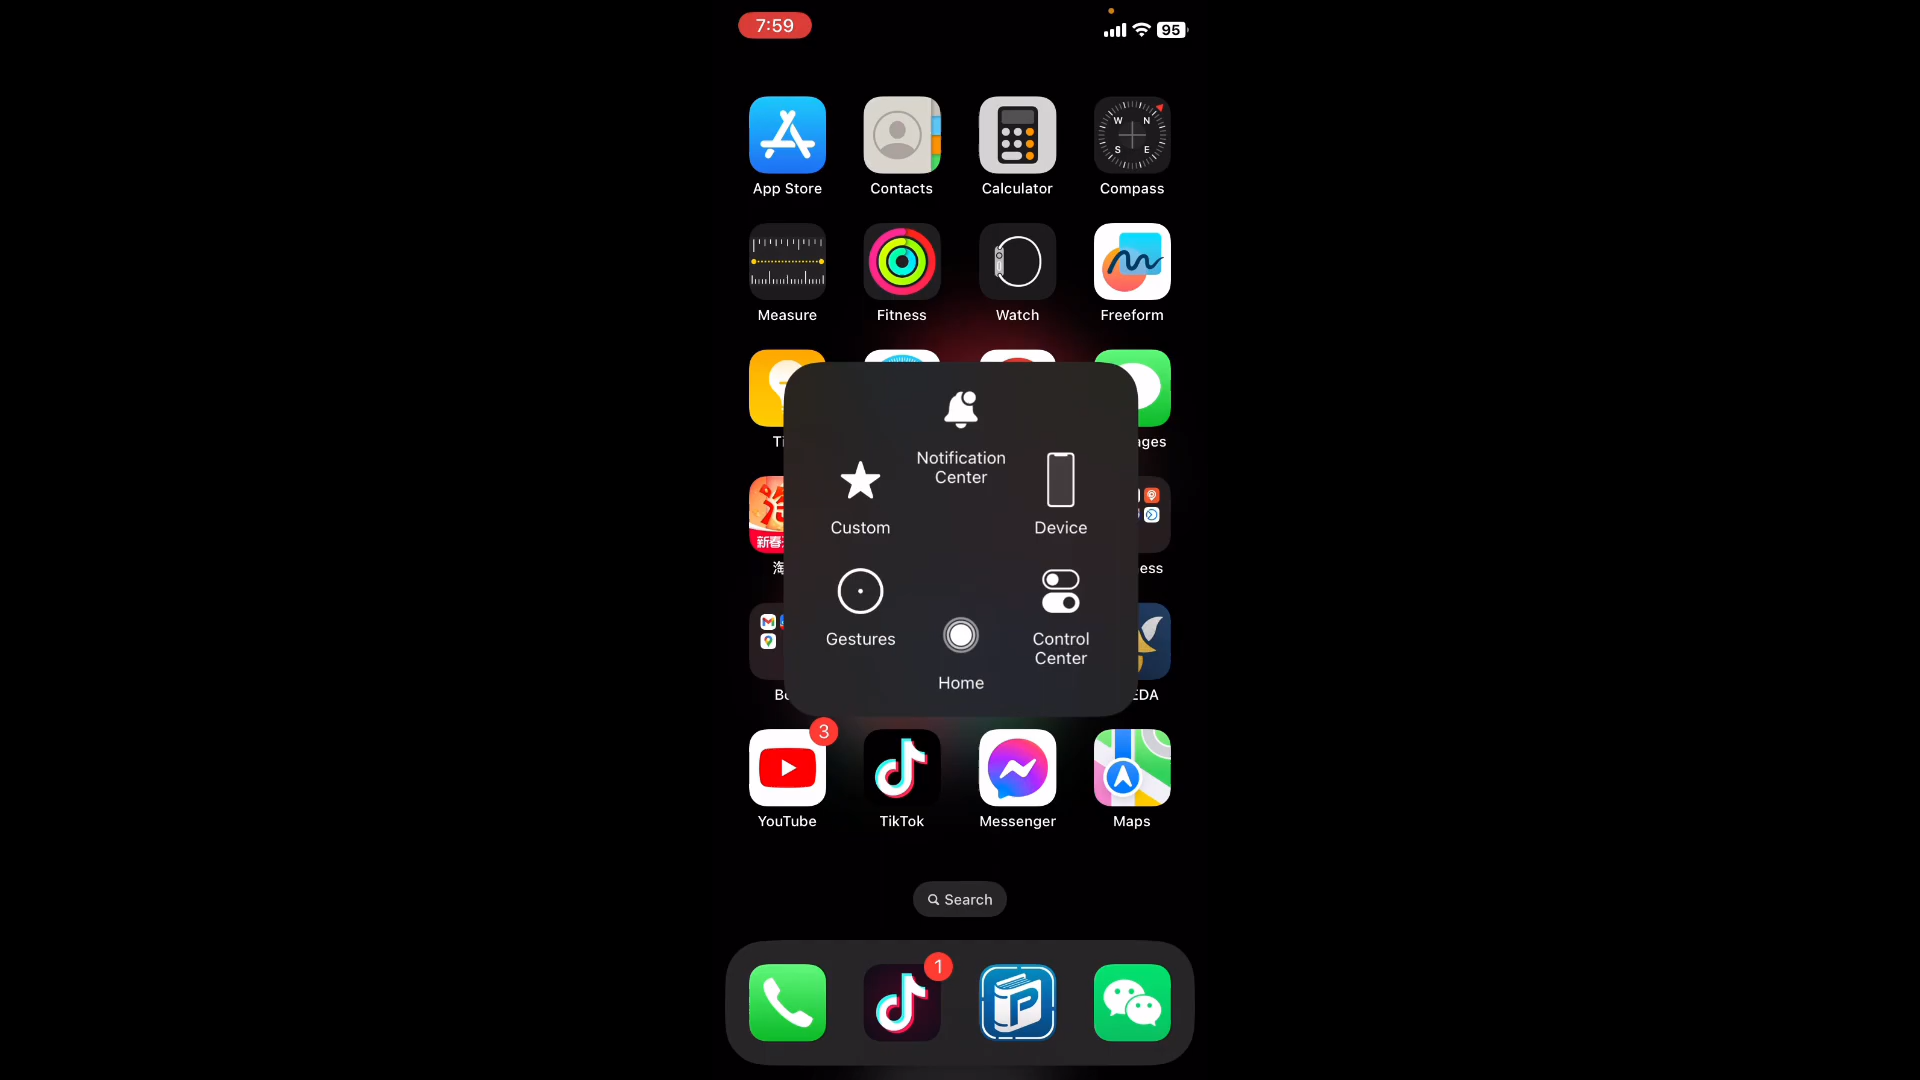 7:59
95
App Store
Contacts
Calculator
Compass
W
N
S
E
Measure
Fitness
Watch
Freeform
Notification
Center
Custom
Device
淘
新春
Gestures
Control
Center
Home
3
YouTube
TikTok
Messenger
Maps
Search
1
P